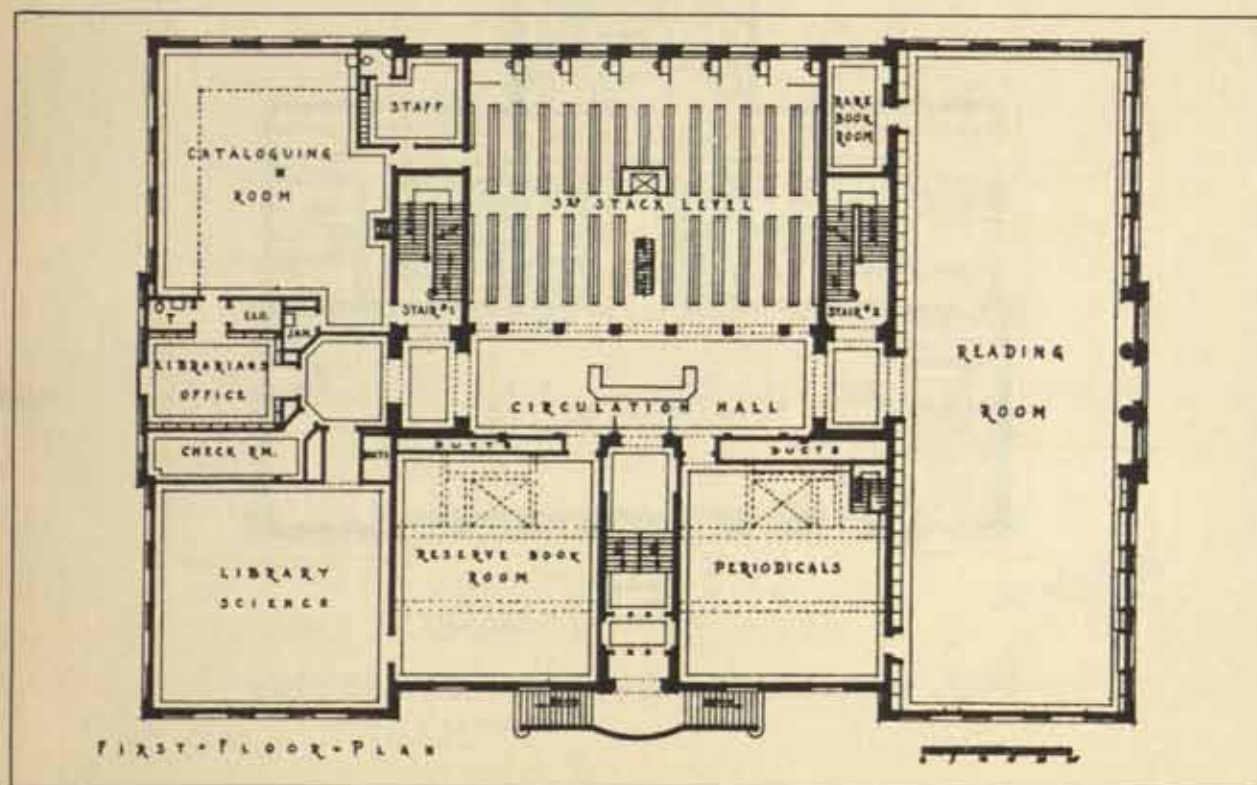 STAFF
RARE
BOOK
ROOM
CATALOGUING
ROOM
3RD STACK LEVEL
STAIR #1
STAIR #2
T
JAN.
LIBRARIANS
OFFICE
READING
ROOM
CIRCULATION HALL
CHECK RM.
DUCTS
DUCTS
LIBRARY
SCIENCE
RESERVE BOOK
ROOM
PERIODICALS
FIRST-FLOOR-PLAN